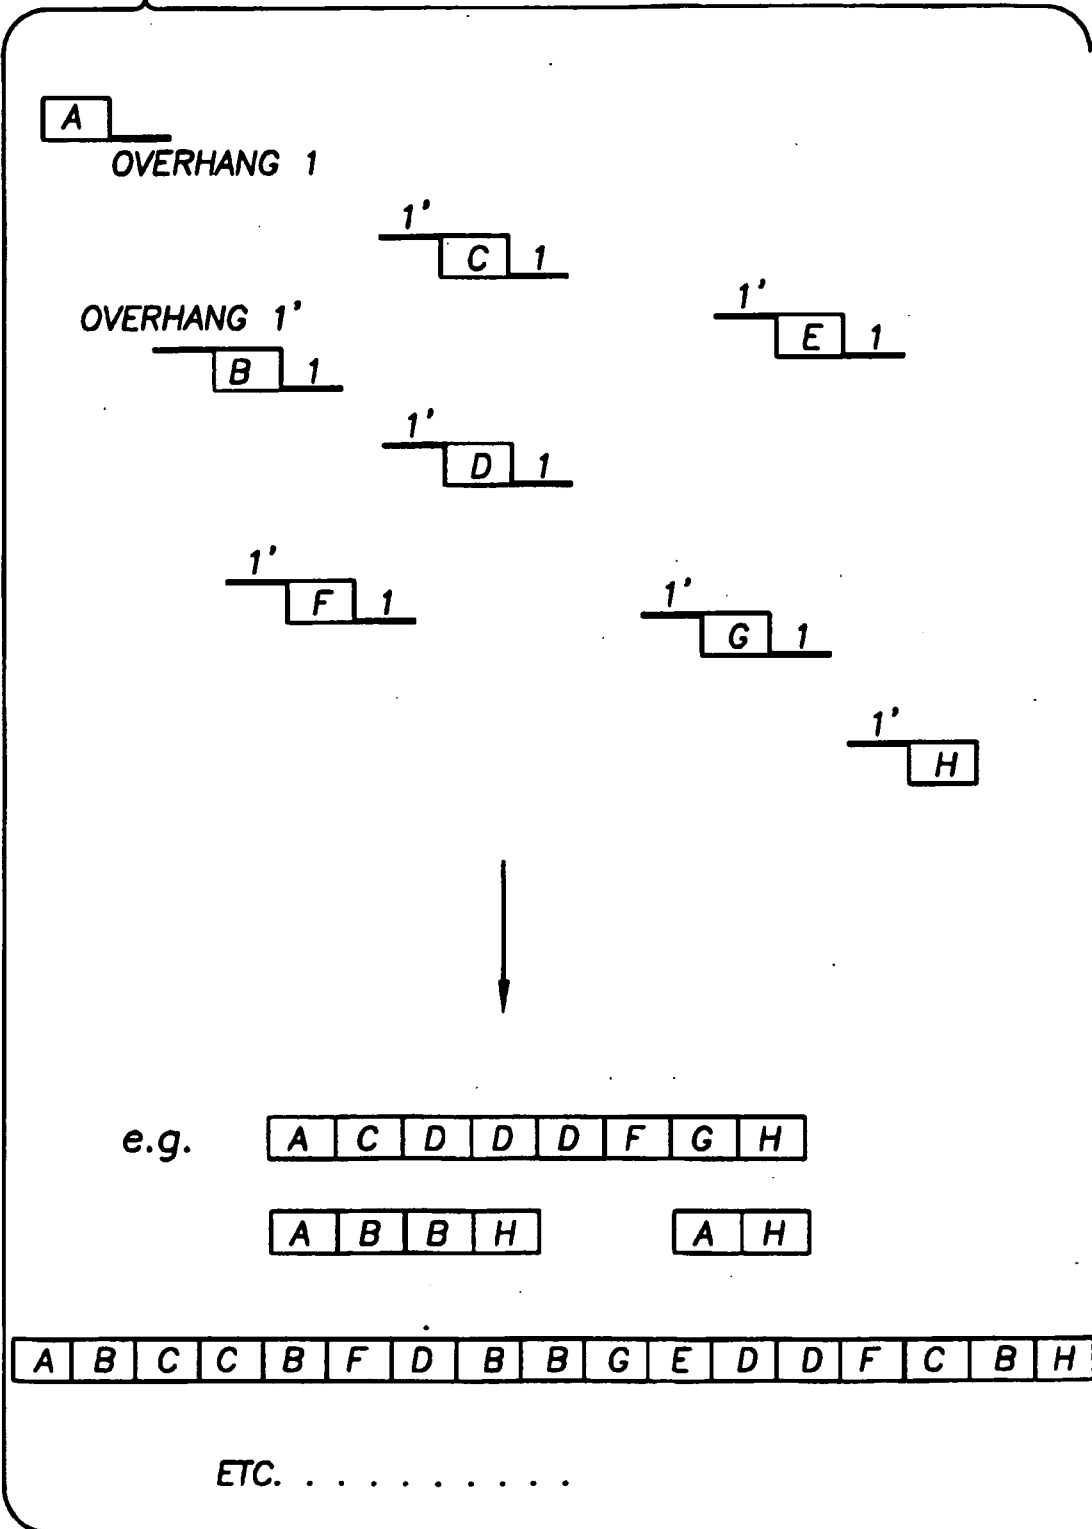 A
OVERHANG 1
1'
C 1
1'
E 1
OVERHANG 1'
B 1
1'
D 1
1'
F 1
1'
G 1
1'
H
e.g. A C D D D F G H
A B B H A H
A B C C B F D B B G E D D F C B H
ETC. . . . . . . . . .